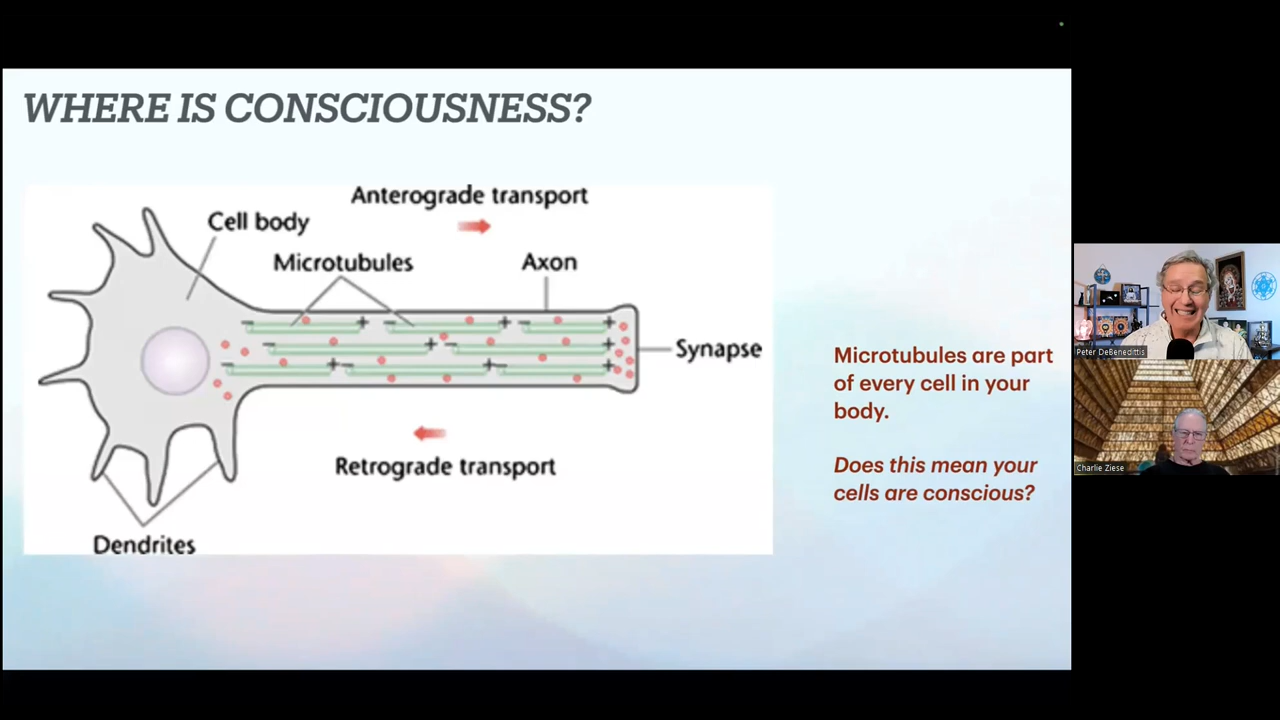 WHERE IS CONSCIOUSNESS?
Anterograde transport
Cell body
Microtubules
Axon
Synapse
Retrograde transport
Dendrites
Microtubules are part
of every cell in your
body.
Does this mean your
cells are conscious?
Peter DeBenedittis
Charlie Ziese